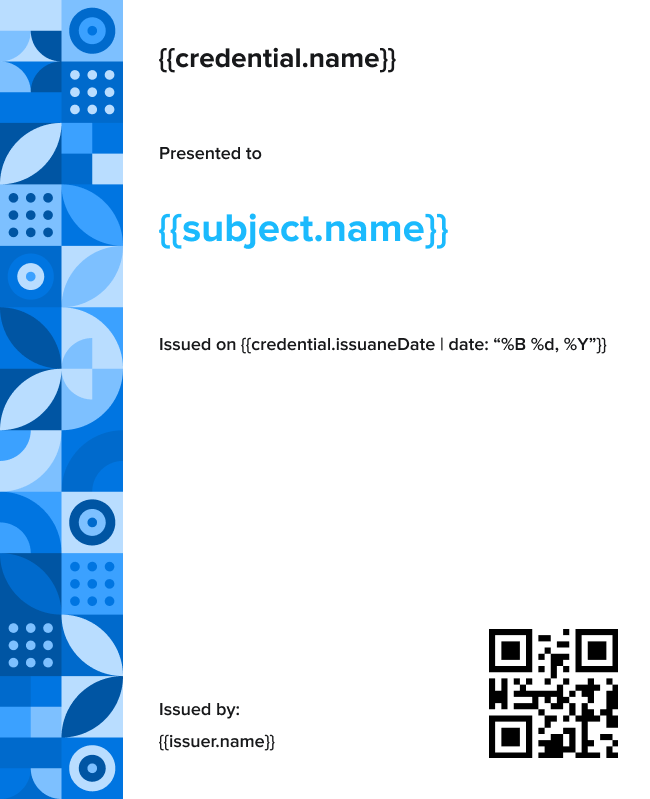 {{credential.name}}
Presented to
{{subject.name}}
Issued on {{credential.issuaneDate | date: “%B %d, %Y”}}
Issued by:
{{issuer.name}}